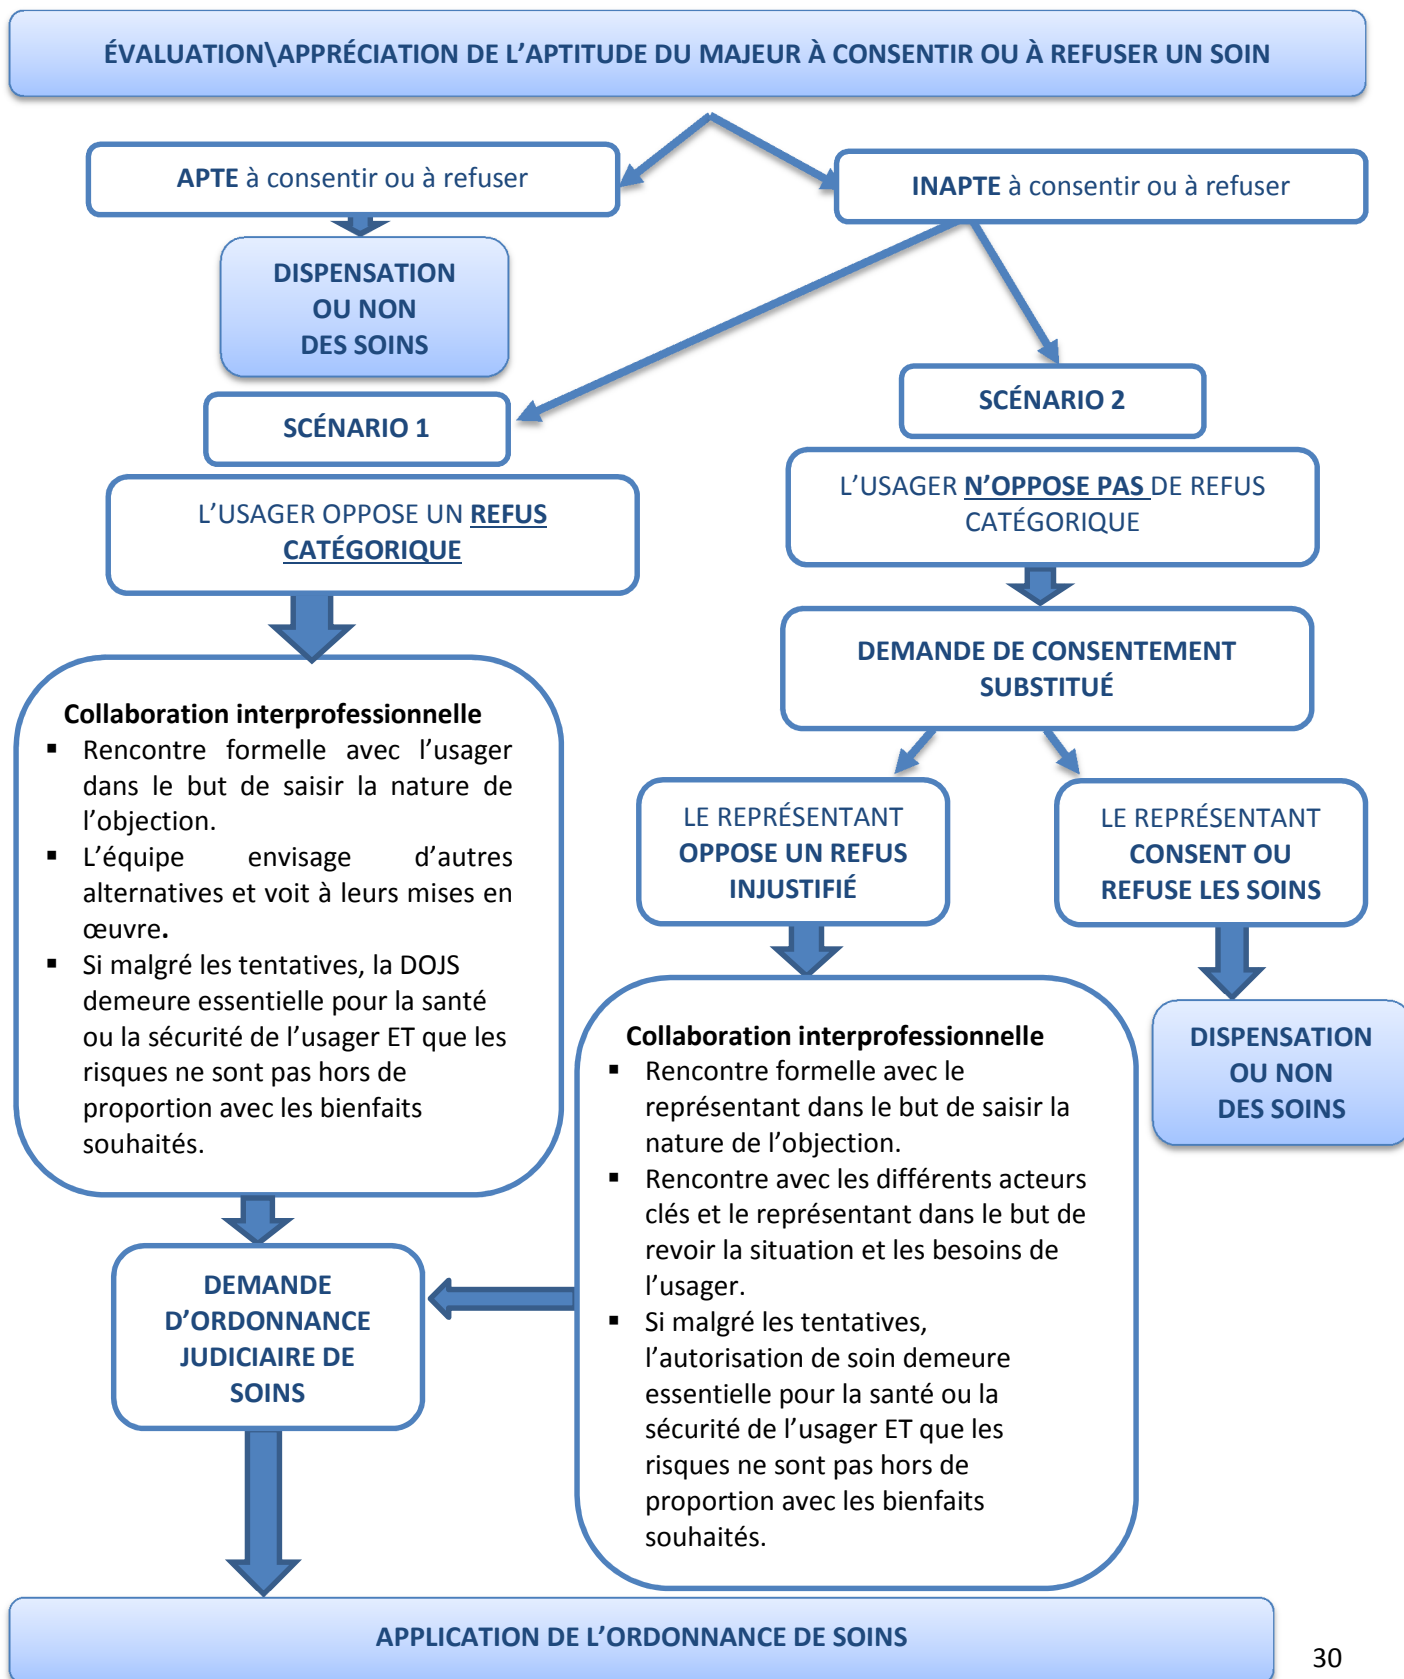 ÉVALUATION\APPRÉCIATION DE L’APTITUDE DU MAJEUR À CONSENTIR OU À REFUSER UN SOIN
APTE à consentir ou à refuser
INAPTE à consentir ou à refuser
DISPENSATION
OU NON
DES SOINS
SCÉNARIO 1
SCÉNARIO 2
L’USAGER OPPOSE UN REFUS
CATÉGORIQUE
L’USAGER N’OPPOSE PAS DE REFUS
CATÉGORIQUE
DEMANDE DE CONSENTEMENT
SUBSTITUÉ
Collaboration interprofessionnelle
▪ Rencontre formelle avec l’usager
dans le but de saisir la nature de
l’objection.
▪ L’équipe envisage d’autres
alternatives et voit à leurs mises en
œuvre.
▪ Si malgré les tentatives, la DOJS
demeure essentielle pour la santé
ou la sécurité de l’usager ET que les
risques ne sont pas hors de
proportion avec les bienfaits
souhaités.
LE REPRÉSENTANT
OPPOSE UN REFUS
INJUSTIFIÉ
LE REPRÉSENTANT
CONSENT OU
REFUSE LES SOINS
Collaboration interprofessionnelle
▪ Rencontre formelle avec le
représentant dans le but de saisir la
nature de l’objection.
▪ Rencontre avec les différents acteurs
clés et le représentant dans le but de
revoir la situation et les besoins de
l’usager.
▪ Si malgré les tentatives,
l’autorisation de soin demeure
essentielle pour la santé ou la
sécurité de l’usager ET que les
risques ne sont pas hors de
proportion avec les bienfaits
souhaités.
DISPENSATION
OU NON
DES SOINS
DEMANDE
D’ORDONNANCE
JUDICIAIRE DE
SOINS
APPLICATION DE L’ORDONNANCE DE SOINS
30